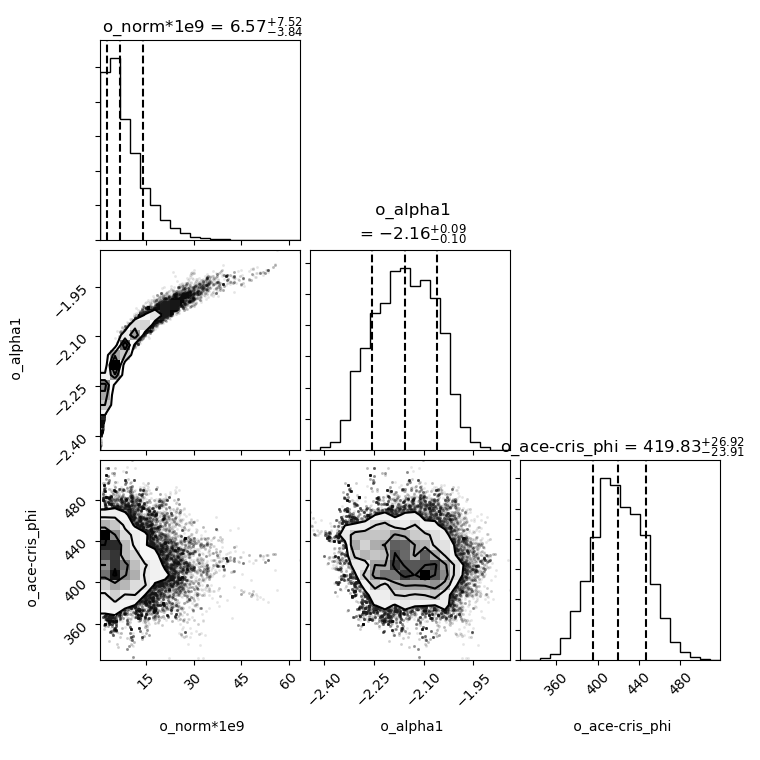 o_norm*1e9 = 6.57+7.52−3.84
o_alpha1
= −2.16+0.09−0.10
o_alpha1
−1.95
−2.10
−2.25
−2.40
o_ace-cris_phi = 419.83+26.92−23.91
o_ace-cris_phi
480
440
400
360
15 30 45 60
−2.40 −2.25 −2.10 −1.95
360 400 440 480
o_norm*1e9 o_alpha1 o_ace-cris_phi